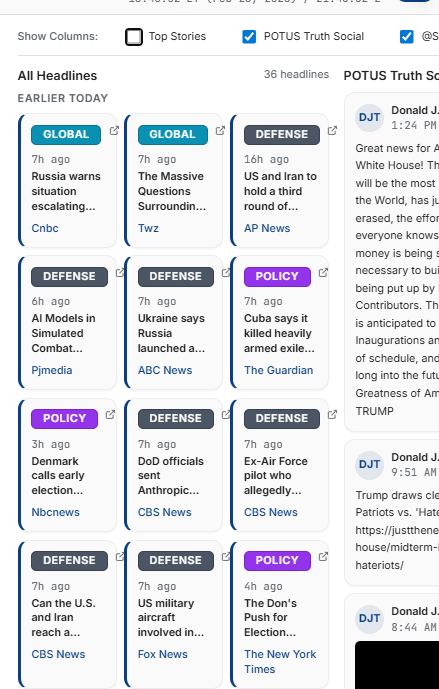 Show Columns: Top Stories POTUS Truth Social
All Headlines 36 headlines
EARLIER TODAY
GLOBAL
7h ago
Russia warns
situation
escalating...
Cnbc
GLOBAL
7h ago
The Massive
Questions
Surroundin...
Twz
DEFENSE
16h ago
US and Iran to
hold a third
round of...
AP News
DEFENSE
6h ago
AI Models in
Simulated
Combat...
Pjmedia
DEFENSE
7h ago
Ukraine says
Russia
launched a...
ABC News
POLICY
7h ago
Cuba says it
killed heavily
armed exile...
The Guardian
POLICY
3h ago
Denmark
calls early
election...
Nbcnews
DEFENSE
7h ago
DoD officials
sent
Anthropic...
CBS News
DEFENSE
7h ago
Ex-Air Force
pilot who
allegedly...
CBS News
DEFENSE
7h ago
Can the U.S.
and Iran
reach a...
CBS News
DEFENSE
7h ago
US military
aircraft
involved in...
Fox News
POLICY
4h ago
The Don's
Push for
Election...
The New York
Times
POTUS Truth So
DJT
Donald J.
1:24 PM
Great news for A
White House! Th
will be the most
the World, has ju
erased, the effor
everyone knows
money is being s
necessary to bui
being put up by
Contributors. Th
is anticipated to
Inaugurations an
of schedule, and
long into the futu
Greatness of Am
TRUMP
DJT
Donald J.
9:51 AM
Trump draws cle
Patriots vs. 'Hate
https://justthene
house/midterm-
hateriots/
DJT
Donald J.
8:44 AM